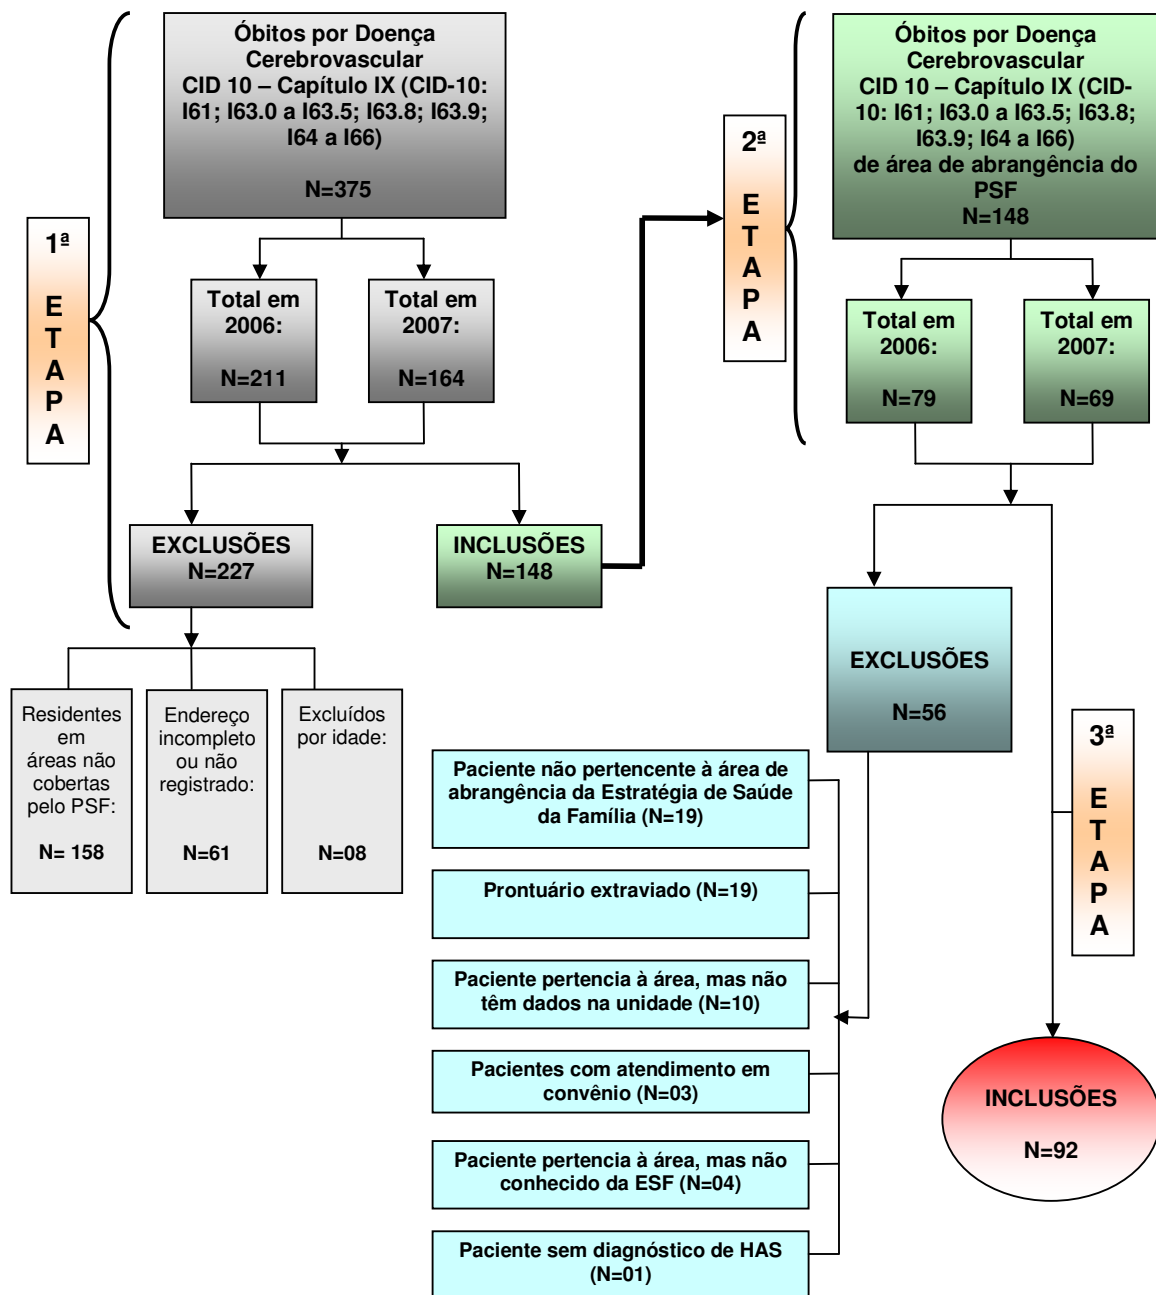 1ª
E
T
A
P
A
Óbitos por Doença
Cerebrovascular
CID 10 – Capítulo IX (CID-10:
I61; I63.0 a I63.5; I63.8; I63.9;
I64 a I66)
N=375
Total em
2006:
N=211
Total em
2007:
N=164
EXCLUSÕES
N=227
INCLUSÕES
N=148
Residentes
em
áreas não
cobertas
pelo PSF:
N= 158
Endereço
incompleto
ou não
registrado:
N=61
Excluídos
por idade:
N=08
2ª
E
T
A
P
A
Óbitos por Doença
Cerebrovascular
CID 10 – Capítulo IX (CID-
10: I61; I63.0 a I63.5; I63.8;
I63.9; I64 a I66)
de área de abrangência do
PSF
N=148
Total em
2006:
N=79
Total em
2007:
N=69
EXCLUSÕES
N=56
Paciente não pertencente à área de
abrangência da Estratégia de Saúde
da Família (N=19)
Prontuário extraviado (N=19)
Paciente pertencia à área, mas não
têm dados na unidade (N=10)
Pacientes com atendimento em
convênio (N=03)
Paciente pertencia à área, mas não
conhecido da ESF (N=04)
Paciente sem diagnóstico de HAS
(N=01)
3ª
E
T
A
P
A
INCLUSÕES
N=92